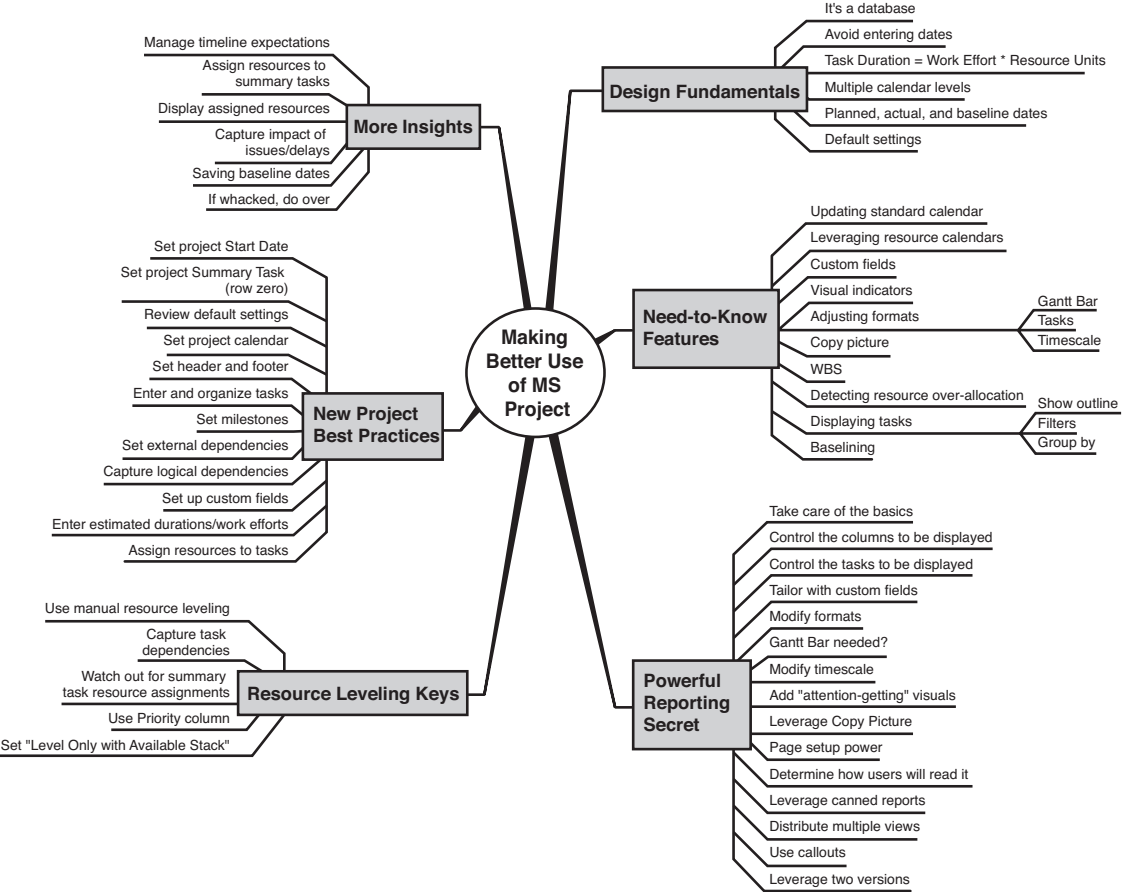 Making
Better Use
of MS
Project
Design Fundamentals
It's a database
Avoid entering dates
Task Duration = Work Effort * Resource Units
Multiple calendar levels
Planned, actual, and baseline dates
Default settings
Need-to-Know
Features
Updating standard calendar
Leveraging resource calendars
Custom fields
Visual indicators
Adjusting formats
Gantt Bar
Tasks
Timescale
Copy picture
WBS
Detecting resource over-allocation
Displaying tasks
Show outline
Filters
Group by
Baselining
Powerful
Reporting
Secret
Take care of the basics
Control the columns to be displayed
Control the tasks to be displayed
Tailor with custom fields
Modify formats
Gantt Bar needed?
Modify timescale
Add "attention-getting" visuals
Leverage Copy Picture
Page setup power
Determine how users will read it
Leverage canned reports
Distribute multiple views
Use callouts
Leverage two versions
More Insights
Manage timeline expectations
Assign resources to
summary tasks
Display assigned resources
Capture impact of
issues/delays
Saving baseline dates
If whacked, do over
New Project
Best Practices
Set project Start Date
Set project Summary Task
(row zero)
Review default settings
Set project calendar
Set header and footer
Enter and organize tasks
Set milestones
Set external dependencies
Capture logical dependencies
Set up custom fields
Enter estimated durations/work efforts
Assign resources to tasks
Resource Leveling Keys
Use manual resource leveling
Capture task
dependencies
Watch out for summary
task resource assignments
Use Priority column
Set "Level Only with Available Stack"